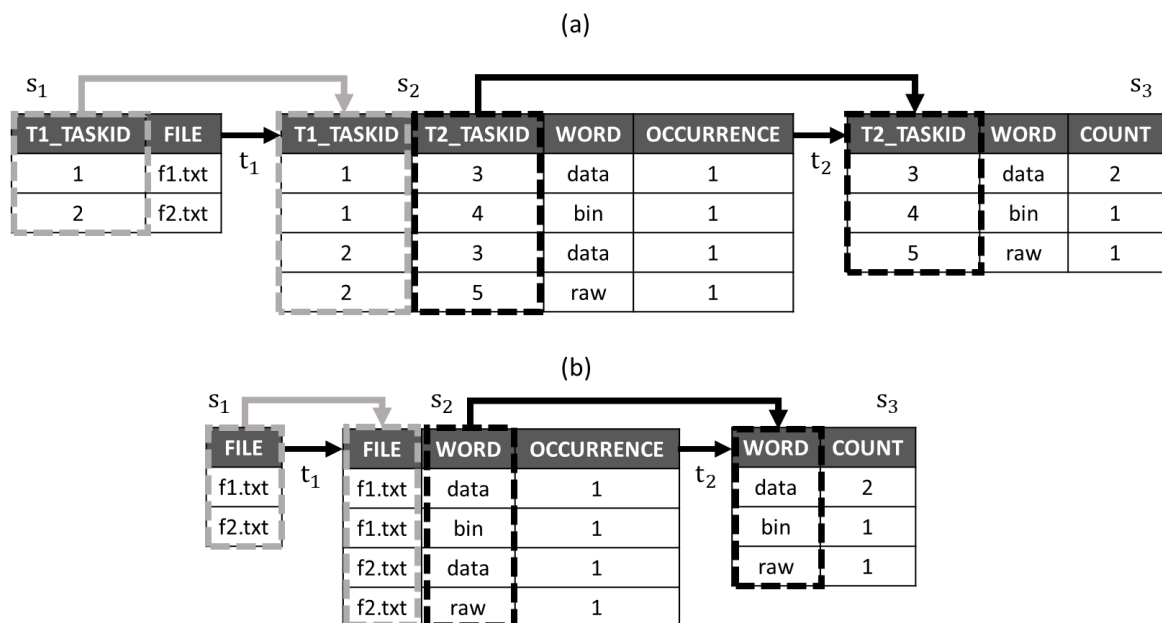 (a)
s₁ s₂ s₃
T1_TASKID FILE T1_TASKID T2_TASKID WORD OCCURRENCE T2_TASKID WORD COUNT
t₁ t₂
1 f1.txt 1 3 data 1 3 data 2
2 f2.txt 1 4 bin 1 4 bin 1
2 3 data 1 5 raw 1
2 5 raw 1
(b)
s₁ s₂ s₃
FILE FILE WORD OCCURRENCE WORD COUNT
t₁ t₂
f1.txt f1.txt data 1 data 2
f2.txt f1.txt bin 1 bin 1
f2.txt data 1 raw 1
f2.txt raw 1